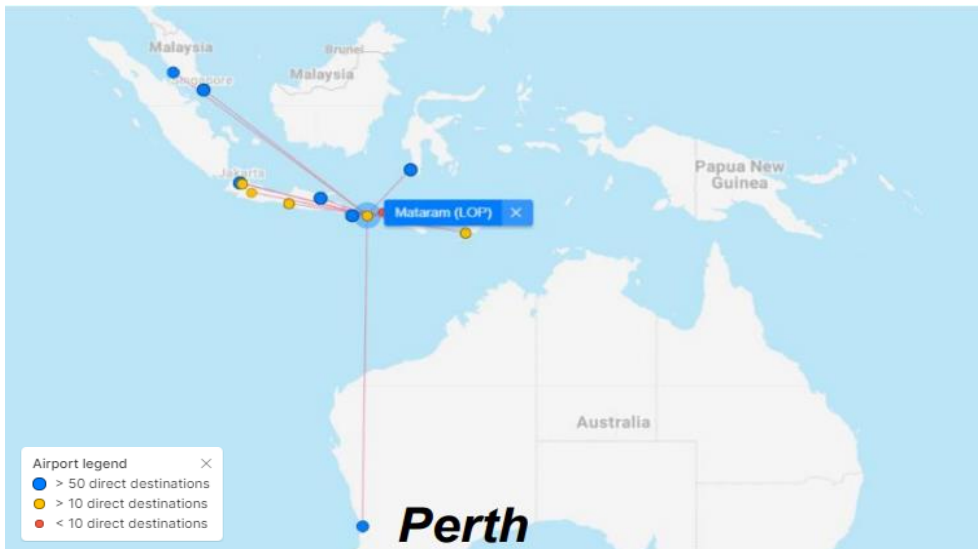 Malaysia
Brunei
Malaysia
Singapore
Jakarta
Papua New
Guinea
Mataram (LOP) ×
Australia
Airport legend ×
> 50 direct destinations
> 10 direct destinations
< 10 direct destinations
Perth